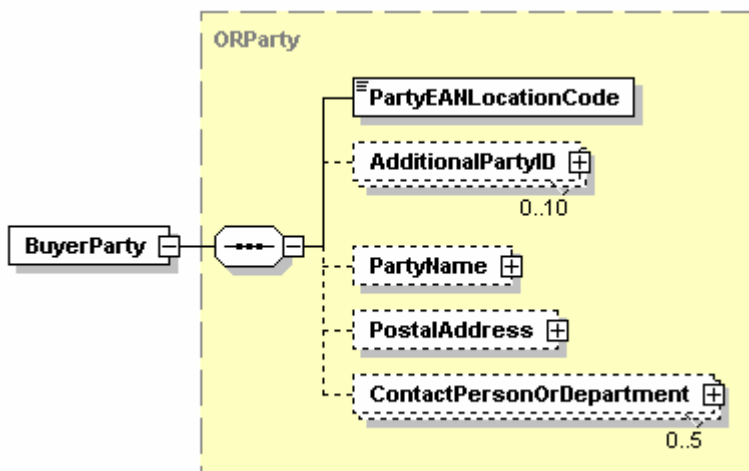 ORParty
PartyEANLocationCode
AdditionalPartyID
0..10
BuyerParty
PartyName
PostalAddress
ContactPersonOrDepartment
0..5